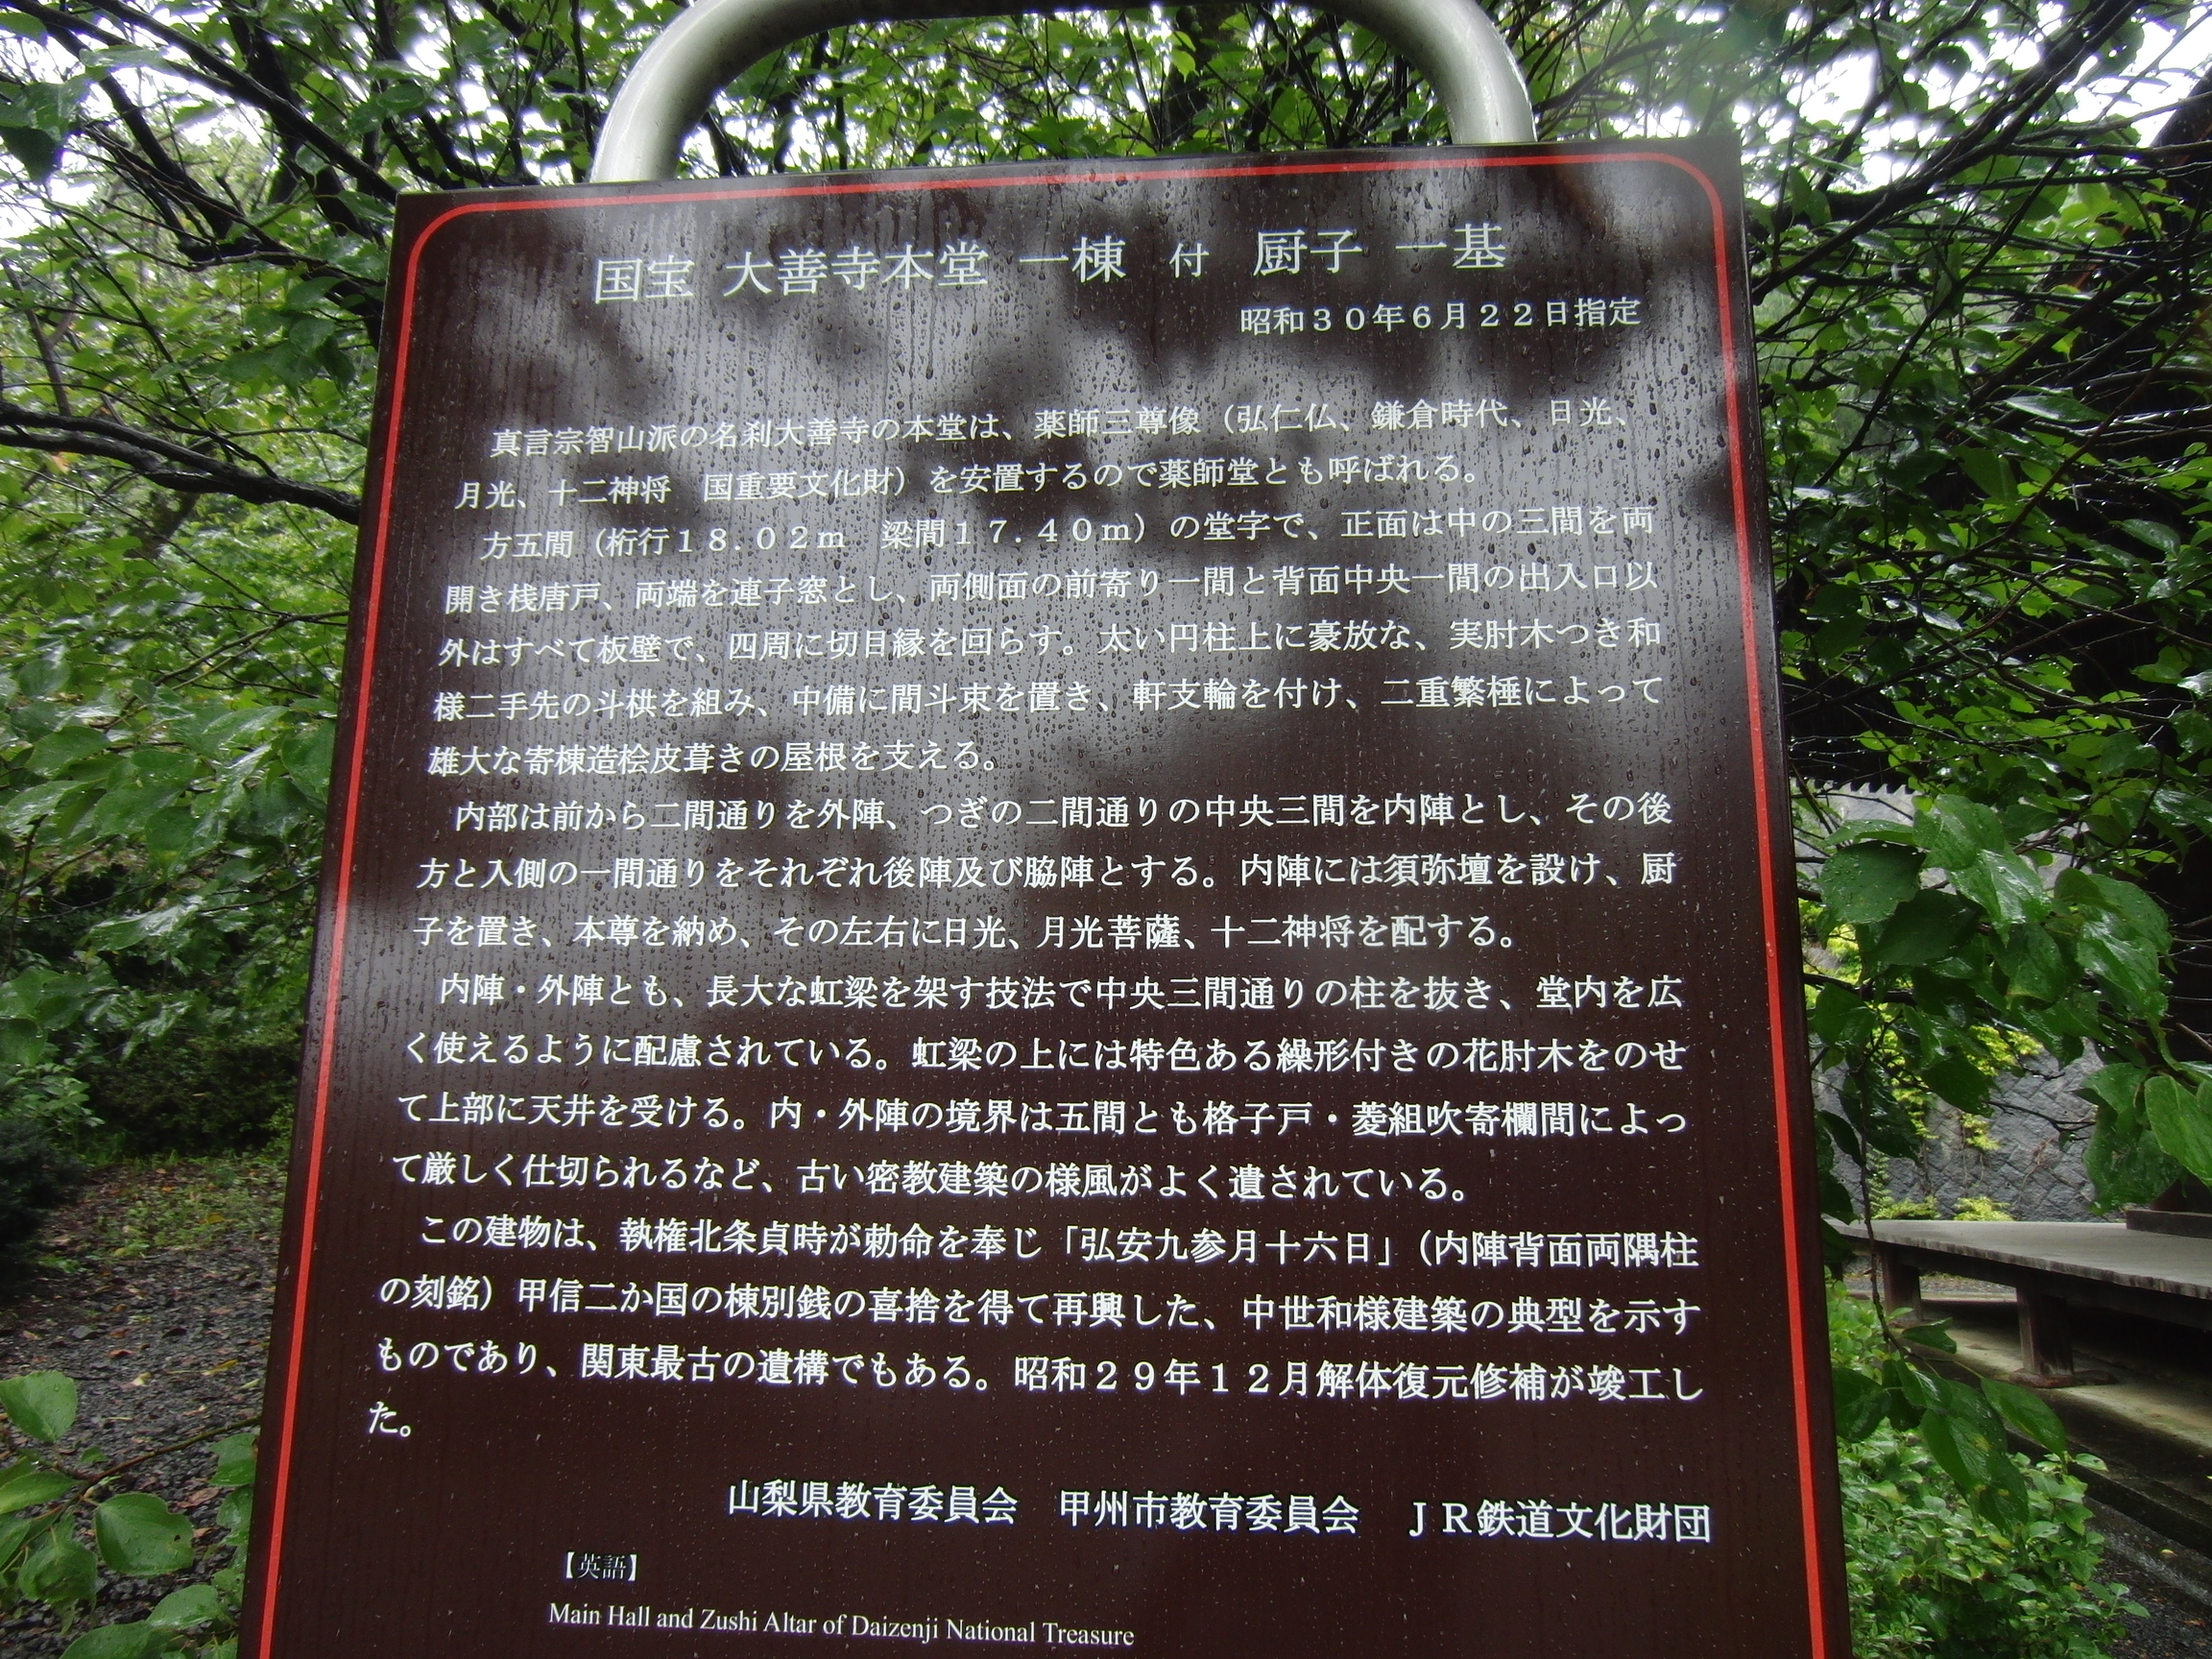 国宝 大善寺本堂 一棟 付 厨子 一基
昭和30年6月22日指定
真言宗智山派の名刹大善寺の本堂は、薬師三尊像（弘仁仏、鎌倉時代、日光、
月光、十二神将　国重要文化財）を安置するので薬師堂とも呼ばれる。
方五間（桁行18.02m　梁間17.40m）の堂字で、正面は中の三間を両
開き桟唐戸、両端を連子窓とし、両側面の前寄り一間と背面中央一間の出入口以
外はすべて板壁で、四周に切目縁を回らす。太い円柱上に豪放な、実肘木つき和
様二手先の斗栱を組み、中備に間斗束を置き、軒支輪を付け、二重繁棰によって
雄大な寄棟造桧皮葺きの屋根を支える。
内部は前から二間通りを外陣、つぎの二間通りの中央三間を内陣とし、その後
方と入側の一間通りをそれぞれ後陣及び脇陣とする。内陣には須弥壇を設け、厨
子を置き、本尊を納め、その左右に日光、月光菩薩、十二神将を配する。
内陣・外陣とも、長大な虹梁を架す技法で中央三間通りの柱を抜き、堂内を広
く使えるように配慮されている。虹梁の上には特色ある繰形付きの花肘木をのせ
て上部に天井を受ける。内・外陣の境界は五間とも格子戸・菱組吹寄欄間によっ
て厳しく仕切られるなど、古い密教建築の様風がよく遺されている。
この建物は、執権北条貞時が勅命を奉じ「弘安九参月十六日」（内陣背面両隅柱
の刻銘）甲信二か国の棟別銭の喜捨を得て再興した、中世和様建築の典型を示す
ものであり、関東最古の遺構でもある。昭和29年12月解体復元修補が竣工し
た。
山梨県教育委員会　甲州市教育委員会　JR鉄道文化財団
【英語】
Main Hall and Zushi Altar of Daizenji National Treasure